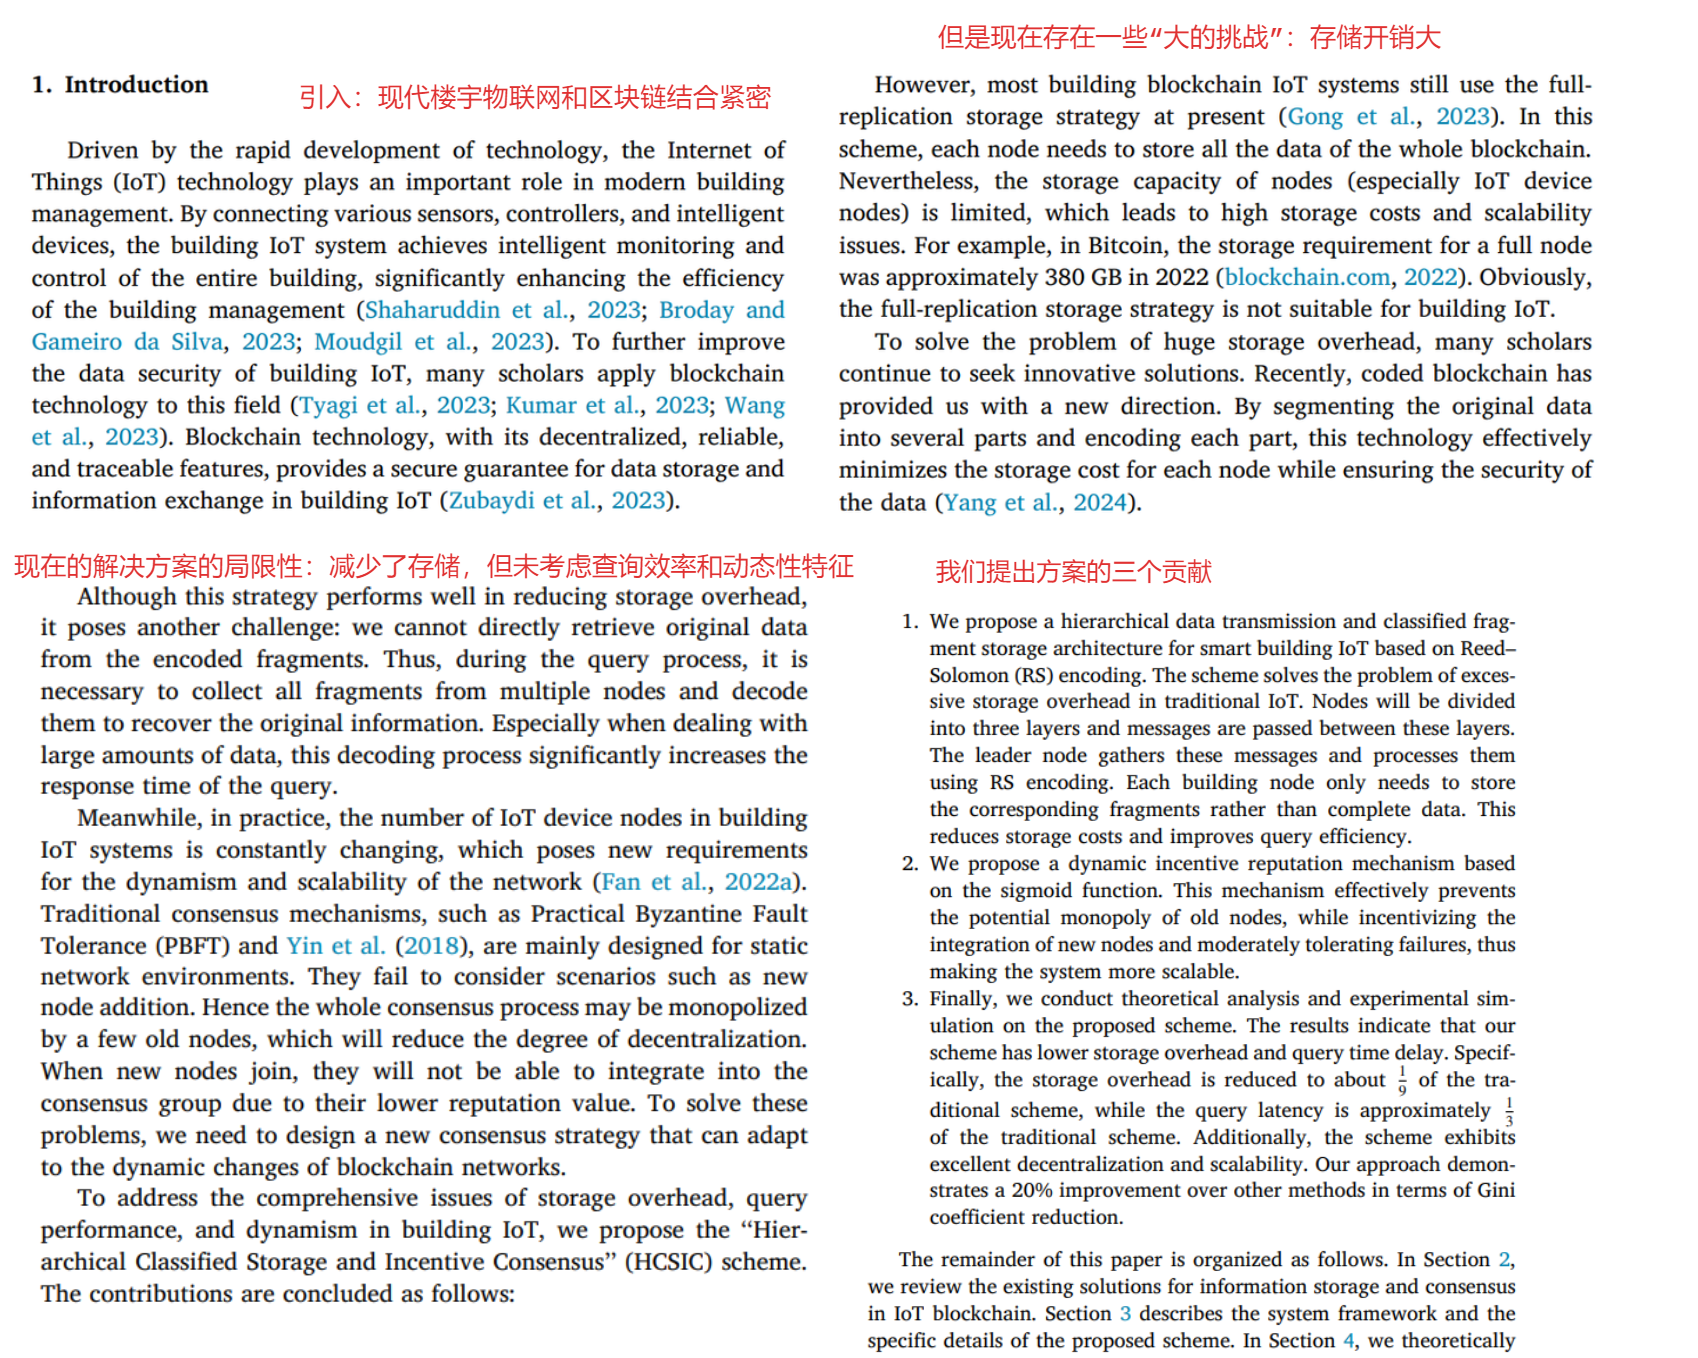 1. Introduction
引入：现代楼宇物联网和区块链结合紧密
Driven by the rapid development of technology, the Internet of
Things (IoT) technology plays an important role in modern building
management. By connecting various sensors, controllers, and intelligent
devices, the building IoT system achieves intelligent monitoring and
control of the entire building, significantly enhancing the efficiency
of the building management (Shaharuddin et al., 2023; Broday and
Gameiro da Silva, 2023; Moudgil et al., 2023). To further improve
the data security of building IoT, many scholars apply blockchain
technology to this field (Tyagi et al., 2023; Kumar et al., 2023; Wang
et al., 2023). Blockchain technology, with its decentralized, reliable,
and traceable features, provides a secure guarantee for data storage and
information exchange in building IoT (Zubaydi et al., 2023).
但是现在存在一些“大的挑战”：存储开销大
However, most building blockchain IoT systems still use the full-
replication storage strategy at present (Gong et al., 2023). In this
scheme, each node needs to store all the data of the whole blockchain.
Nevertheless, the storage capacity of nodes (especially IoT device
nodes) is limited, which leads to high storage costs and scalability
issues. For example, in Bitcoin, the storage requirement for a full node
was approximately 380 GB in 2022 (blockchain.com, 2022). Obviously,
the full-replication storage strategy is not suitable for building IoT.
To solve the problem of huge storage overhead, many scholars
continue to seek innovative solutions. Recently, coded blockchain has
provided us with a new direction. By segmenting the original data
into several parts and encoding each part, this technology effectively
minimizes the storage cost for each node while ensuring the security of
the data (Yang et al., 2024).
现在的解决方案的局限性：减少了存储，但未考虑查询效率和动态性特征
Although this strategy performs well in reducing storage overhead,
it poses another challenge: we cannot directly retrieve original data
from the encoded fragments. Thus, during the query process, it is
necessary to collect all fragments from multiple nodes and decode
them to recover the original information. Especially when dealing with
large amounts of data, this decoding process significantly increases the
response time of the query.
Meanwhile, in practice, the number of IoT device nodes in building
IoT systems is constantly changing, which poses new requirements
for the dynamism and scalability of the network (Fan et al., 2022a).
Traditional consensus mechanisms, such as Practical Byzantine Fault
Tolerance (PBFT) and Yin et al. (2018), are mainly designed for static
network environments. They fail to consider scenarios such as new
node addition. Hence the whole consensus process may be monopolized
by a few old nodes, which will reduce the degree of decentralization.
When new nodes join, they will not be able to integrate into the
consensus group due to their lower reputation value. To solve these
problems, we need to design a new consensus strategy that can adapt
to the dynamic changes of blockchain networks.
To address the comprehensive issues of storage overhead, query
performance, and dynamism in building IoT, we propose the “Hier-
archical Classified Storage and Incentive Consensus” (HCSIC) scheme.
The contributions are concluded as follows:
我们提出方案的三个贡献
1. We propose a hierarchical data transmission and classified frag-
ment storage architecture for smart building IoT based on Reed–
Solomon (RS) encoding. The scheme solves the problem of exces-
sive storage overhead in traditional IoT. Nodes will be divided
into three layers and messages are passed between these layers.
The leader node gathers these messages and processes them
using RS encoding. Each building node only needs to store
the corresponding fragments rather than complete data. This
reduces storage costs and improves query efficiency.
2. We propose a dynamic incentive reputation mechanism based
on the sigmoid function. This mechanism effectively prevents
the potential monopoly of old nodes, while incentivizing the
integration of new nodes and moderately tolerating failures, thus
making the system more scalable.
3. Finally, we conduct theoretical analysis and experimental sim-
ulation on the proposed scheme. The results indicate that our
scheme has lower storage overhead and query time delay. Specif-
ically, the storage overhead is reduced to about 1/9 of the tra-
ditional scheme, while the query latency is approximately 1/3
of the traditional scheme. Additionally, the scheme exhibits
excellent decentralization and scalability. Our approach demon-
strates a 20% improvement over other methods in terms of Gini
coefficient reduction.
The remainder of this paper is organized as follows. In Section 2,
we review the existing solutions for information storage and consensus
in IoT blockchain. Section 3 describes the system framework and the
specific details of the proposed scheme. In Section 4, we theoretically